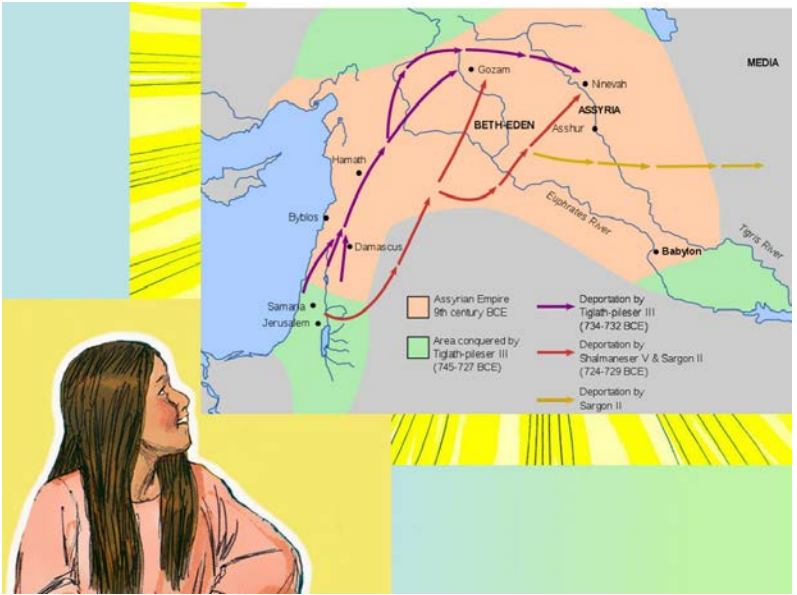 MEDIA
Gozam
Ninevah
ASSYRIA
BETH-EDEN
Asshur
Hamath
Euphrates River
Byblos
Tigris River
Damascus
Babylon
Samaria
Jerusalem
Assyrian Empire
9th century BCE
Area conquered by
Tiglath-pileser III
(745-727 BCE)
Deportation by
Tiglath-pileser III
(734-732 BCE)
Deportation by
Shalmaneser V & Sargon II
(724-729 BCE)
Deportation by
Sargon II